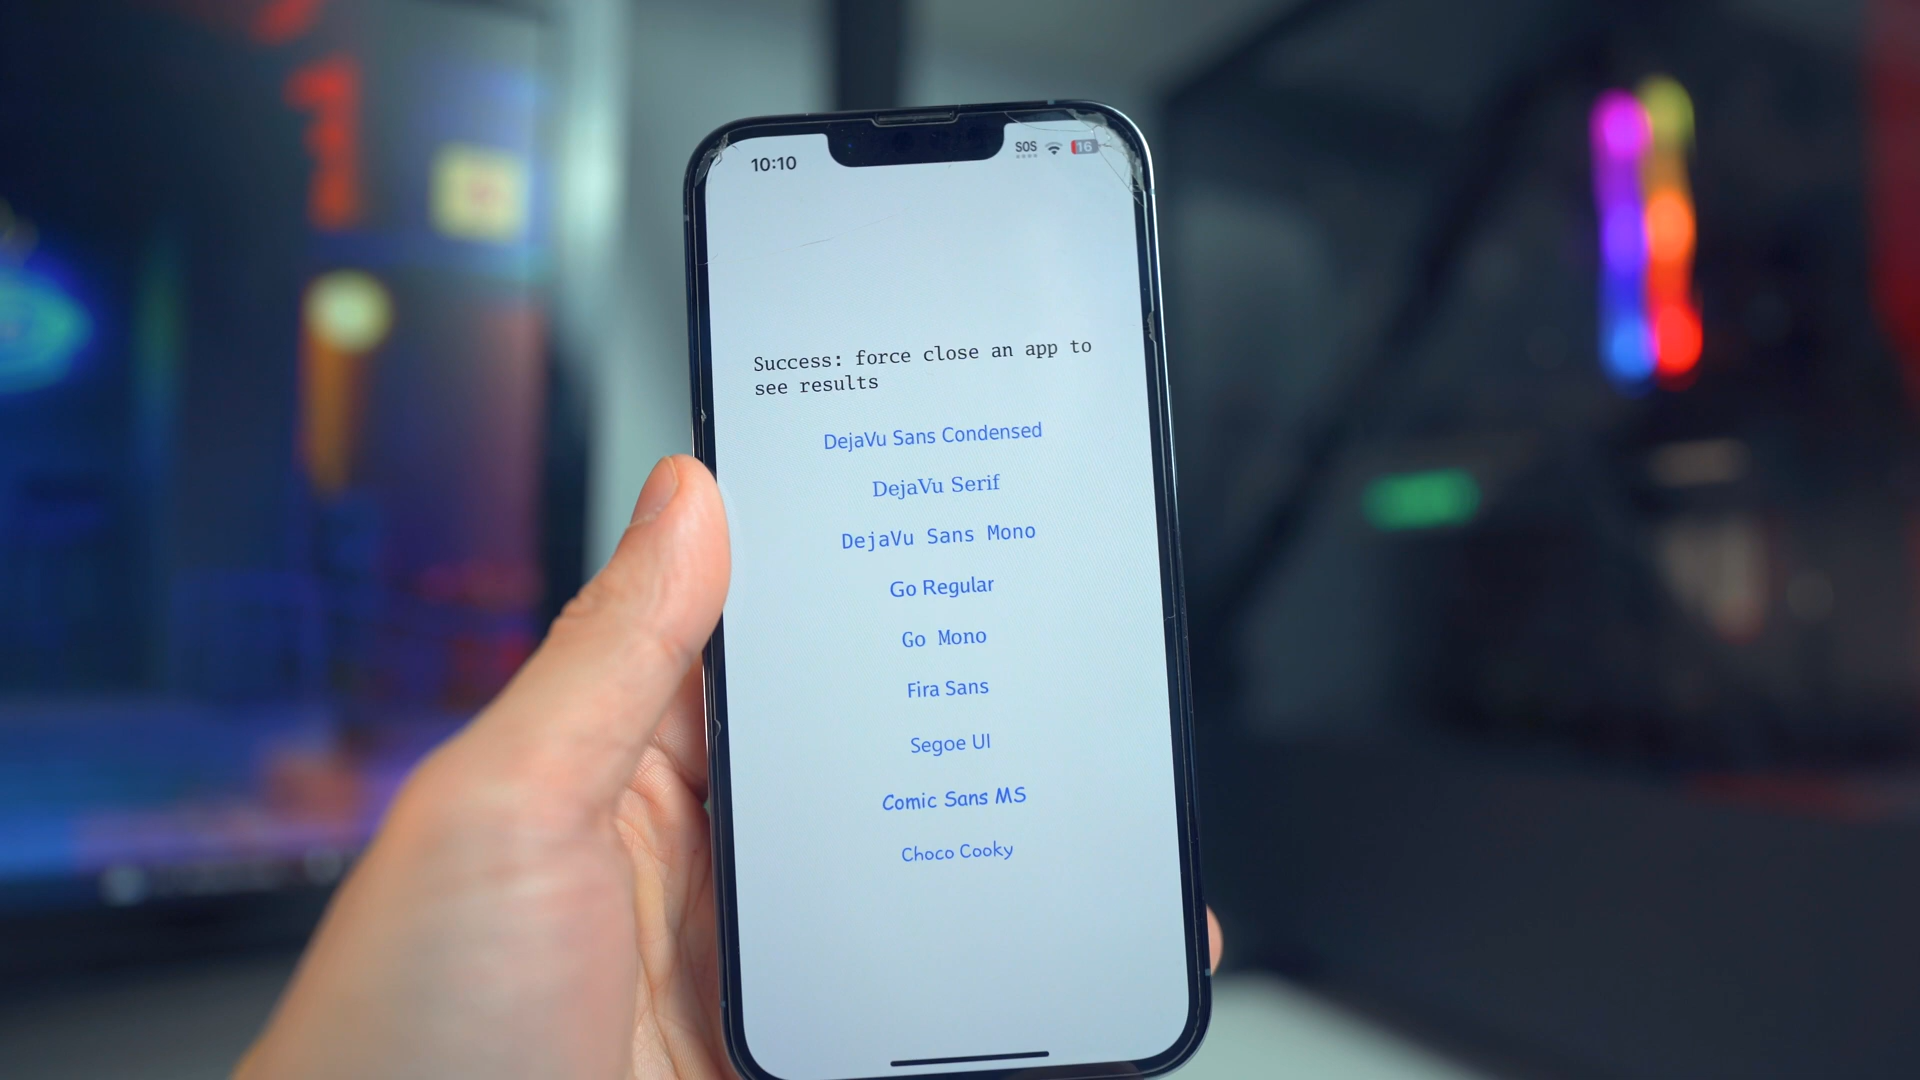 10:10
SOS
16
Success: force close an app to
see results
DejaVu Sans Condensed
DejaVu Serif
DejaVu Sans Mono
Go Regular
Go Mono
Fira Sans
Segoe UI
Comic Sans MS
Choco Cooky